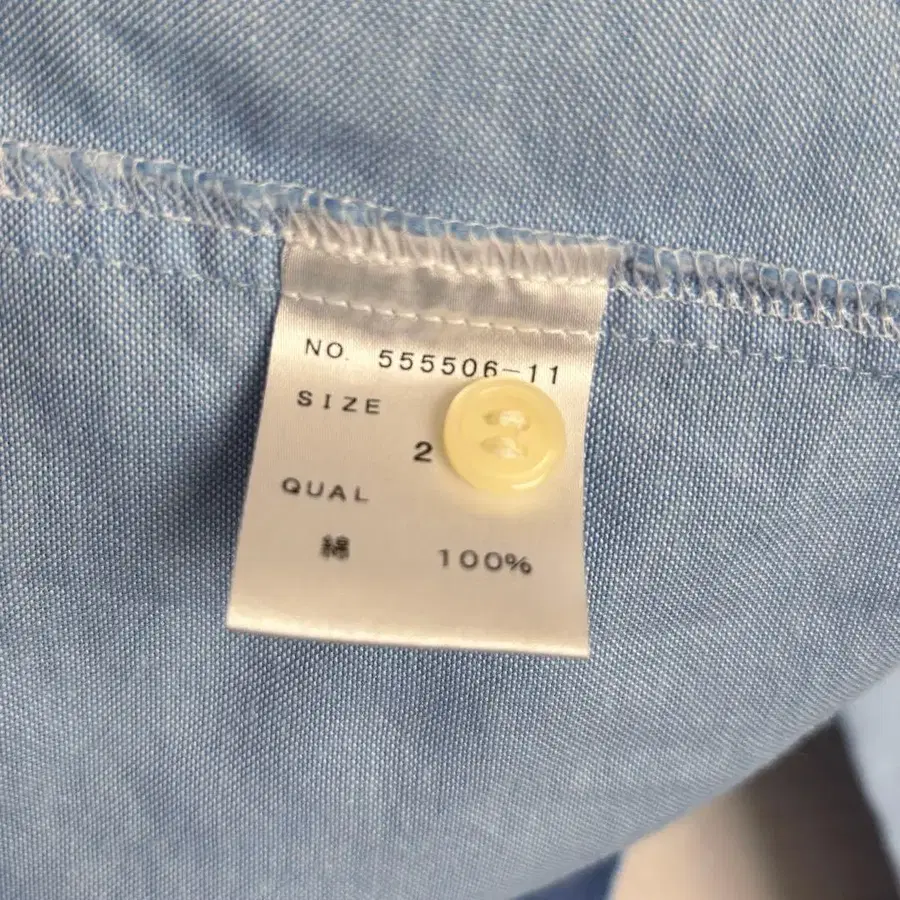 NO. 555506-11
SIZE
2
QUAL
綿 100%